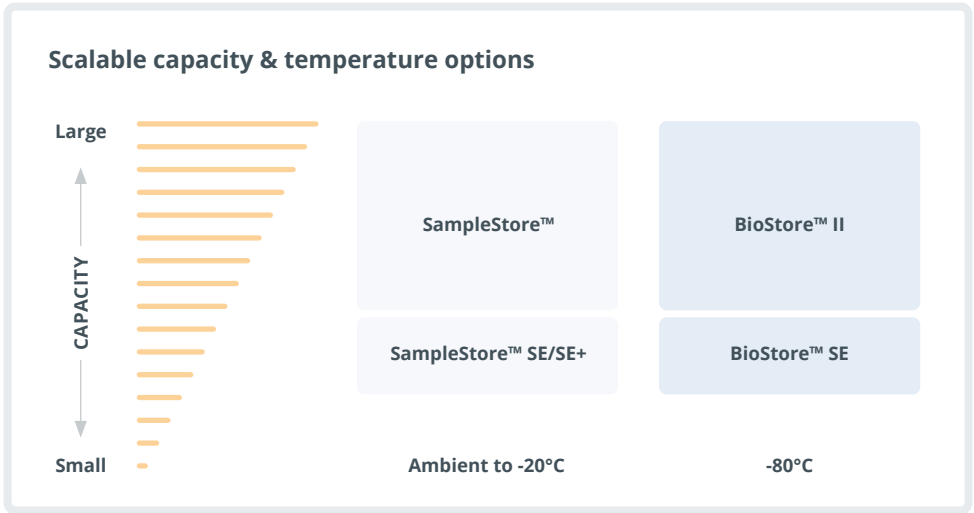 Scalable capacity & temperature options
Large
CAPACITY
Small
SampleStore™
BioStore™ II
SampleStore™ SE/SE+
BioStore™ SE
Ambient to -20°C
-80°C